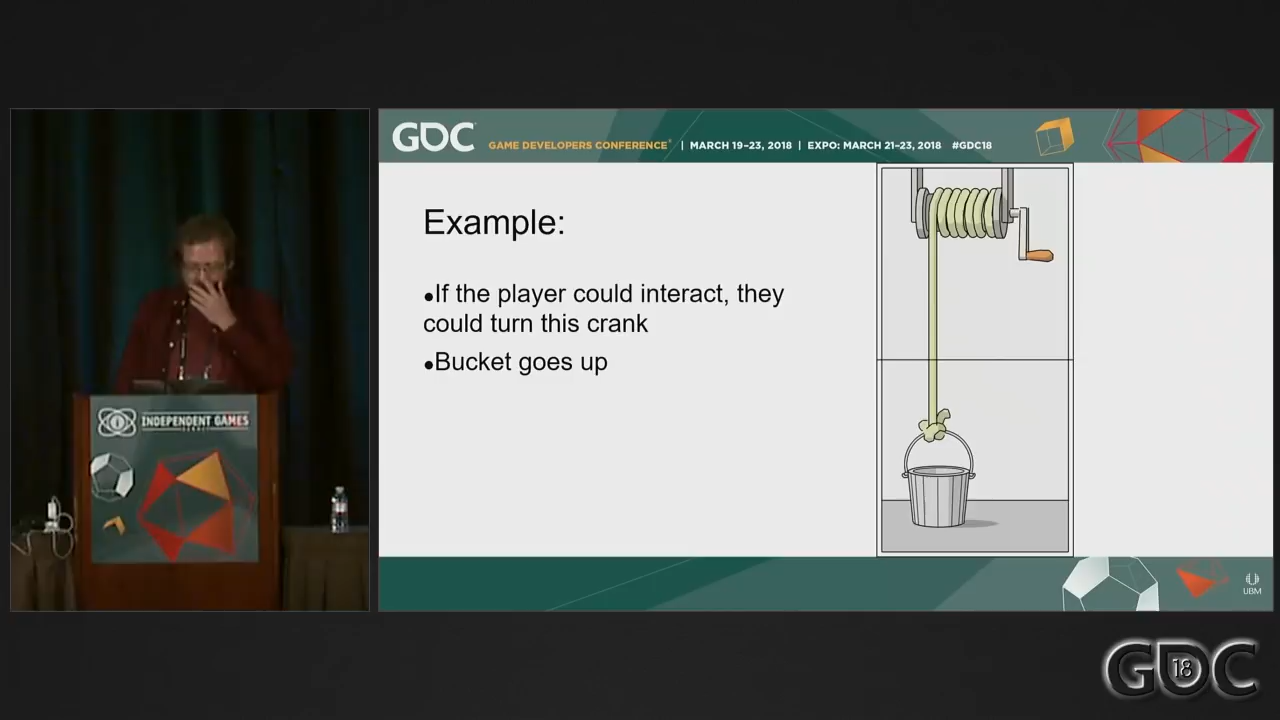 GDC
GAME DEVELOPERS CONFERENCE® | MARCH 19–23, 2018 | EXPO: MARCH 21–23, 2018 #GDC18
Example:
●If the player could interact, they
could turn this crank
●Bucket goes up
INDEPENDENT GAMES
SUMMIT
UBM
GDC
18